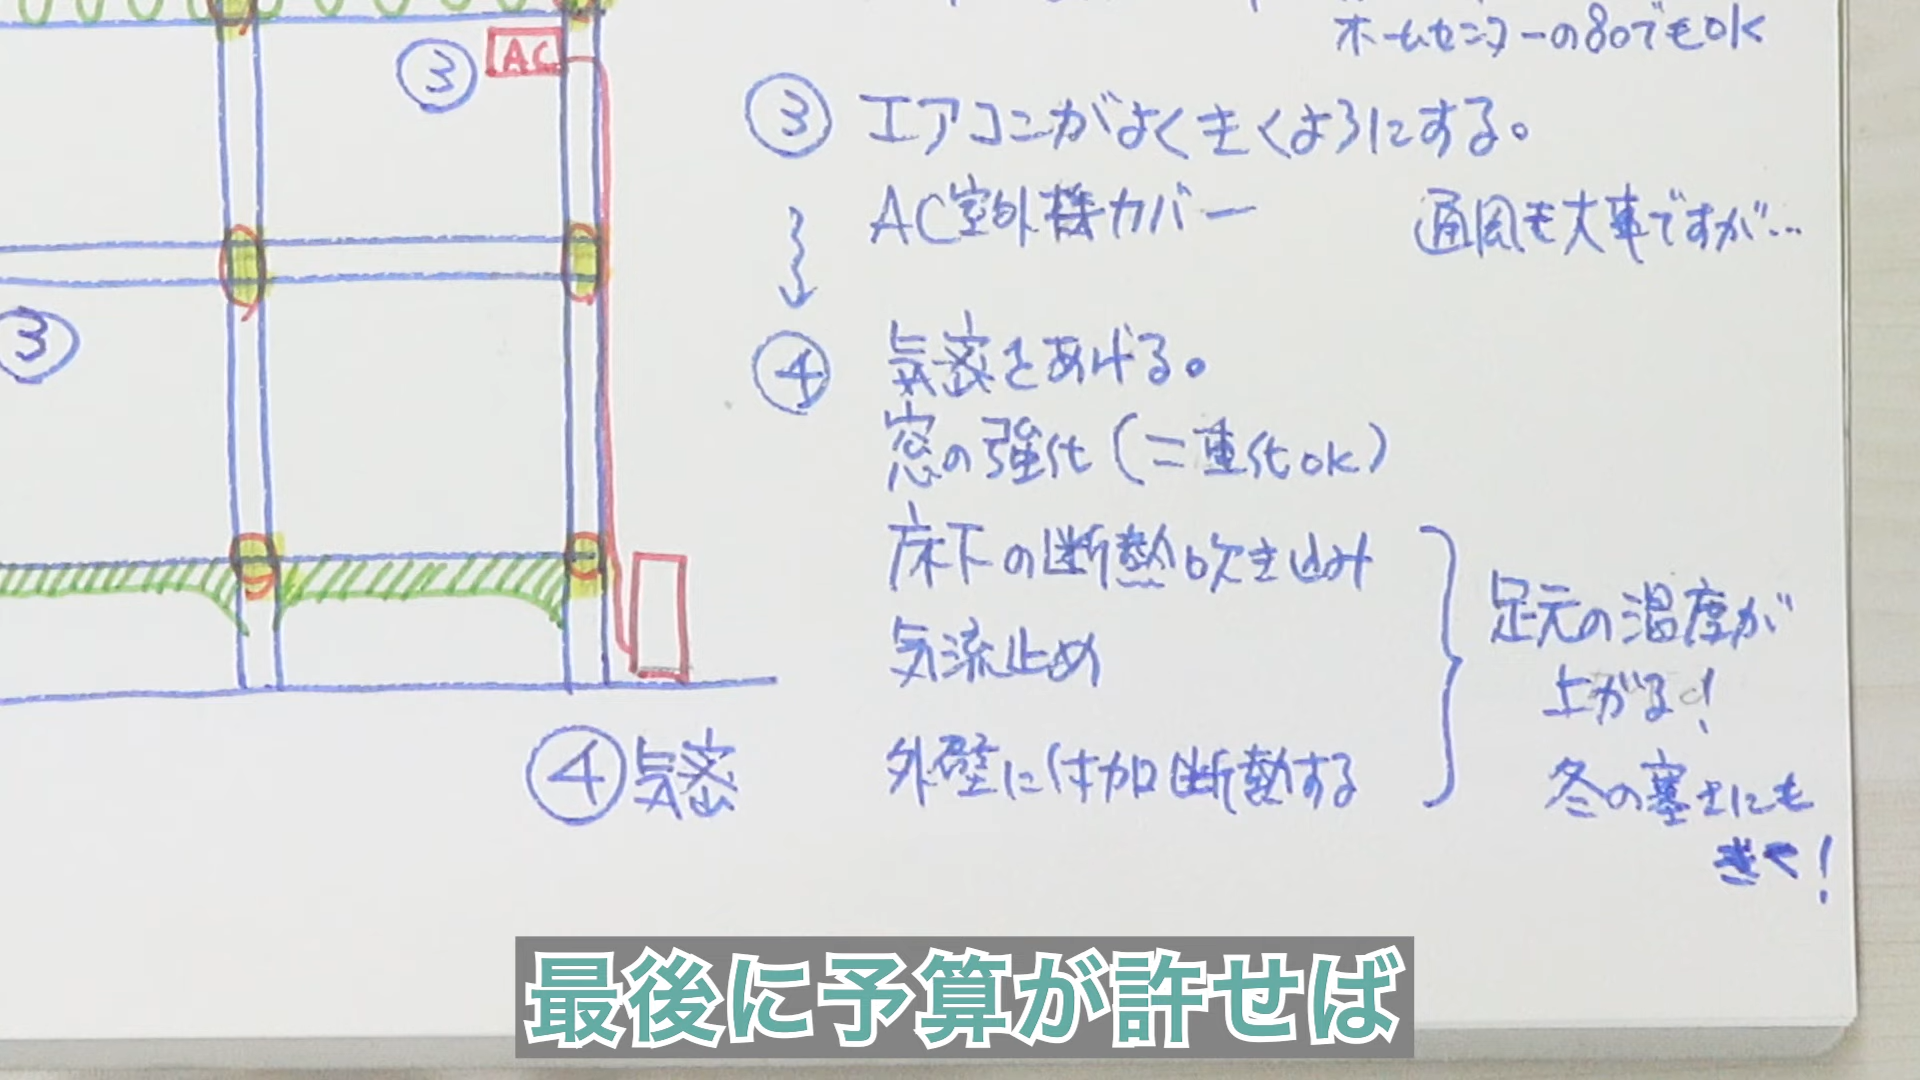 ホームセンターの80でもOK
③ AC
③ エアコンがよくきくようにする。
AC室外機カバー
通風も大事ですが…
③
④ 気密をあげる。
窓の強化(二重化OK)
床下の断熱吹き込み
気流止め
外壁に付加断熱する
足元の温度が
上がる!
冬の寒さにも
④気密
最後に予算が許せば